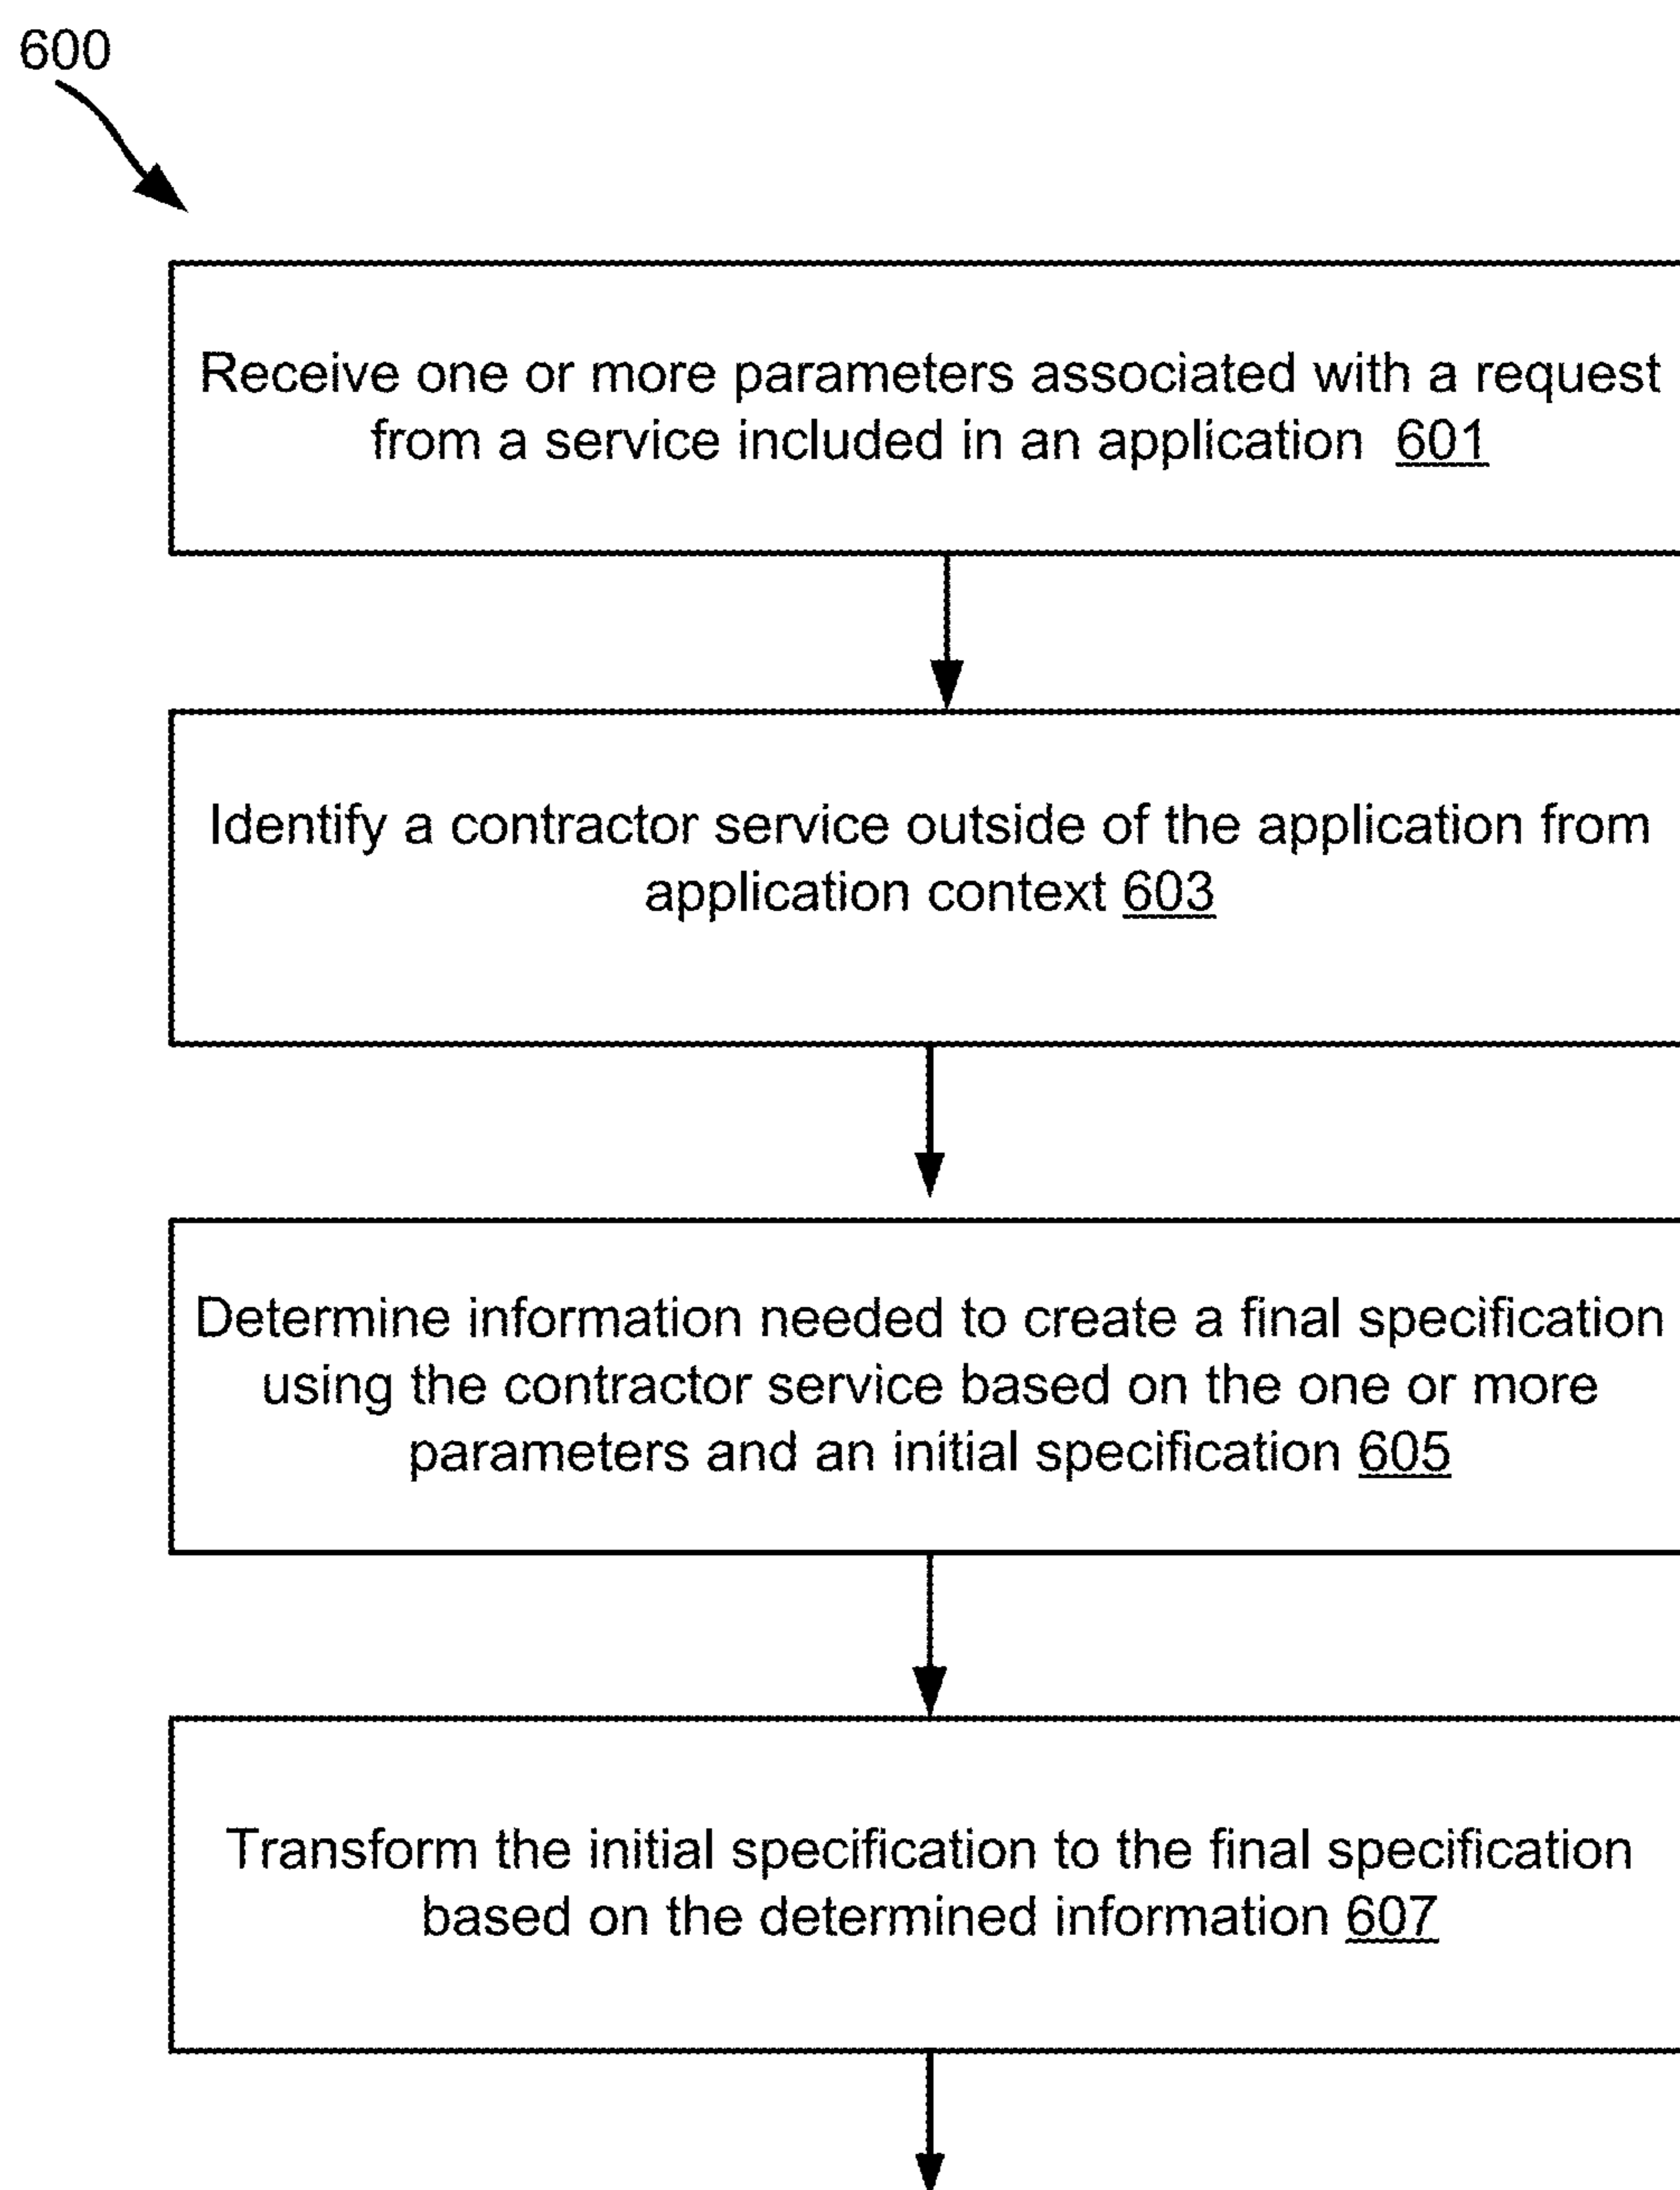 600
Receive one or more parameters associated with a request
from a service included in an application 601
Identify a contractor service outside of the application from
application context 603
Determine information needed to create a final specification
using the contractor service based on the one or more
parameters and an initial specification 605
Transform the initial specification to the final specification
based on the determined information 607